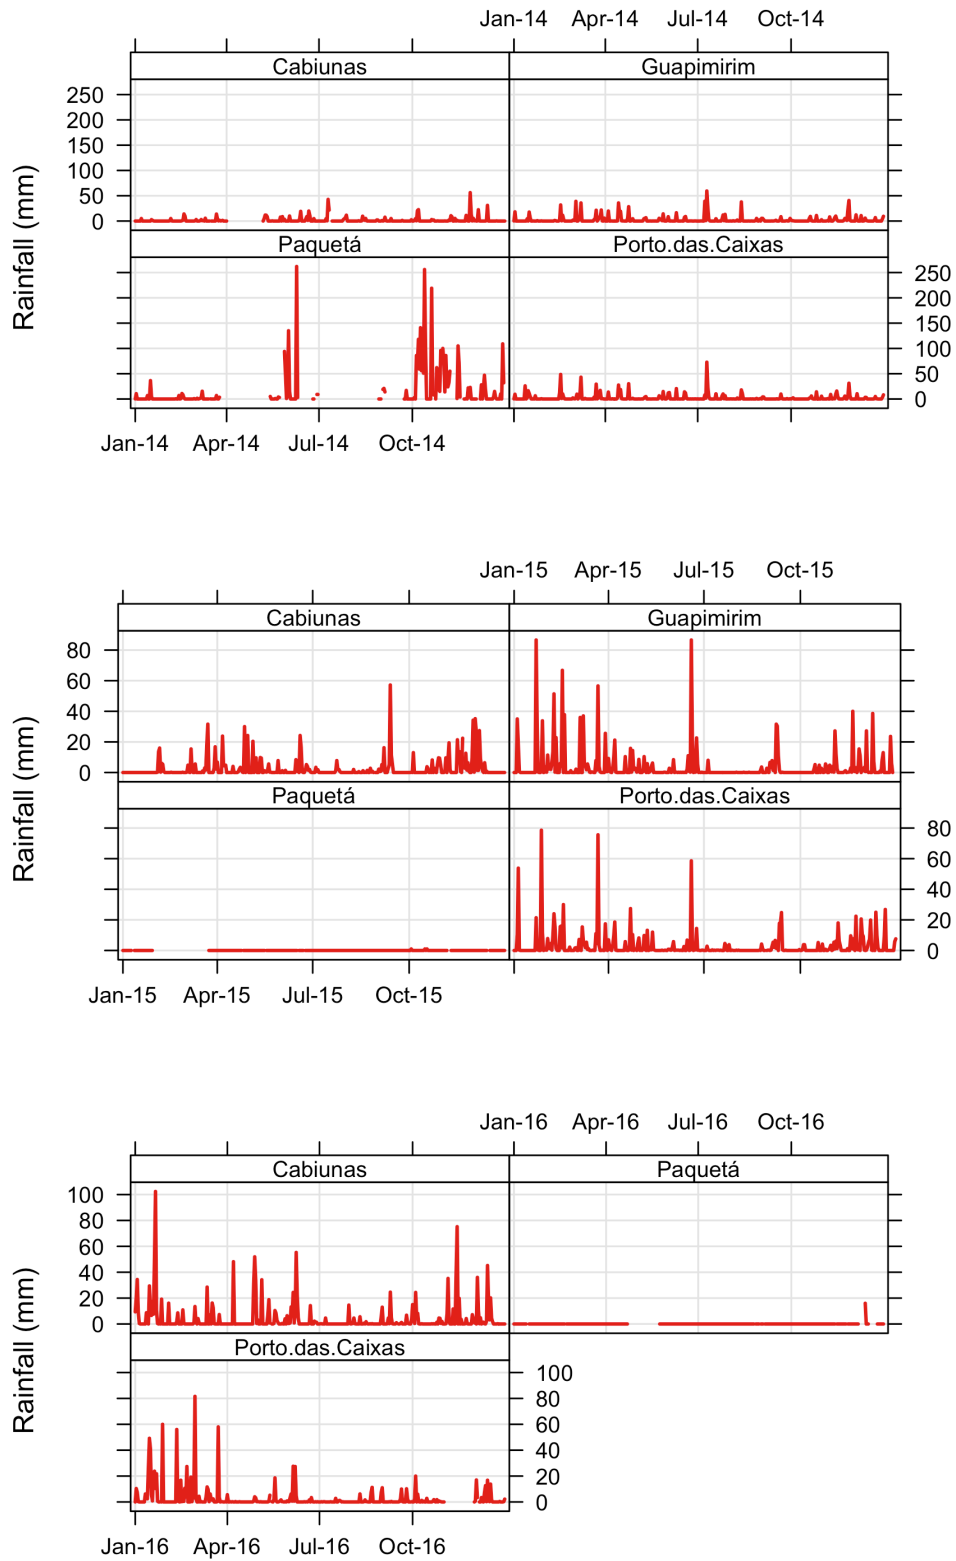 Jan-14 Apr-14 Jul-14 Oct-14
Cabiunas Guapimirim
250
200
150
100
50
0
Rainfall (mm)
Paquetá Porto.das.Caixas
250
200
150
100
50
0
Jan-14 Apr-14 Jul-14 Oct-14
Jan-15 Apr-15 Jul-15 Oct-15
Cabiunas Guapimirim
80
60
40
20
0
Rainfall (mm)
Paquetá Porto.das.Caixas
80
60
40
20
0
Jan-15 Apr-15 Jul-15 Oct-15
Jan-16 Apr-16 Jul-16 Oct-16
Cabiunas Paquetá
100
80
60
40
20
0
Rainfall (mm)
Porto.das.Caixas
100
80
60
40
20
0
Jan-16 Apr-16 Jul-16 Oct-16